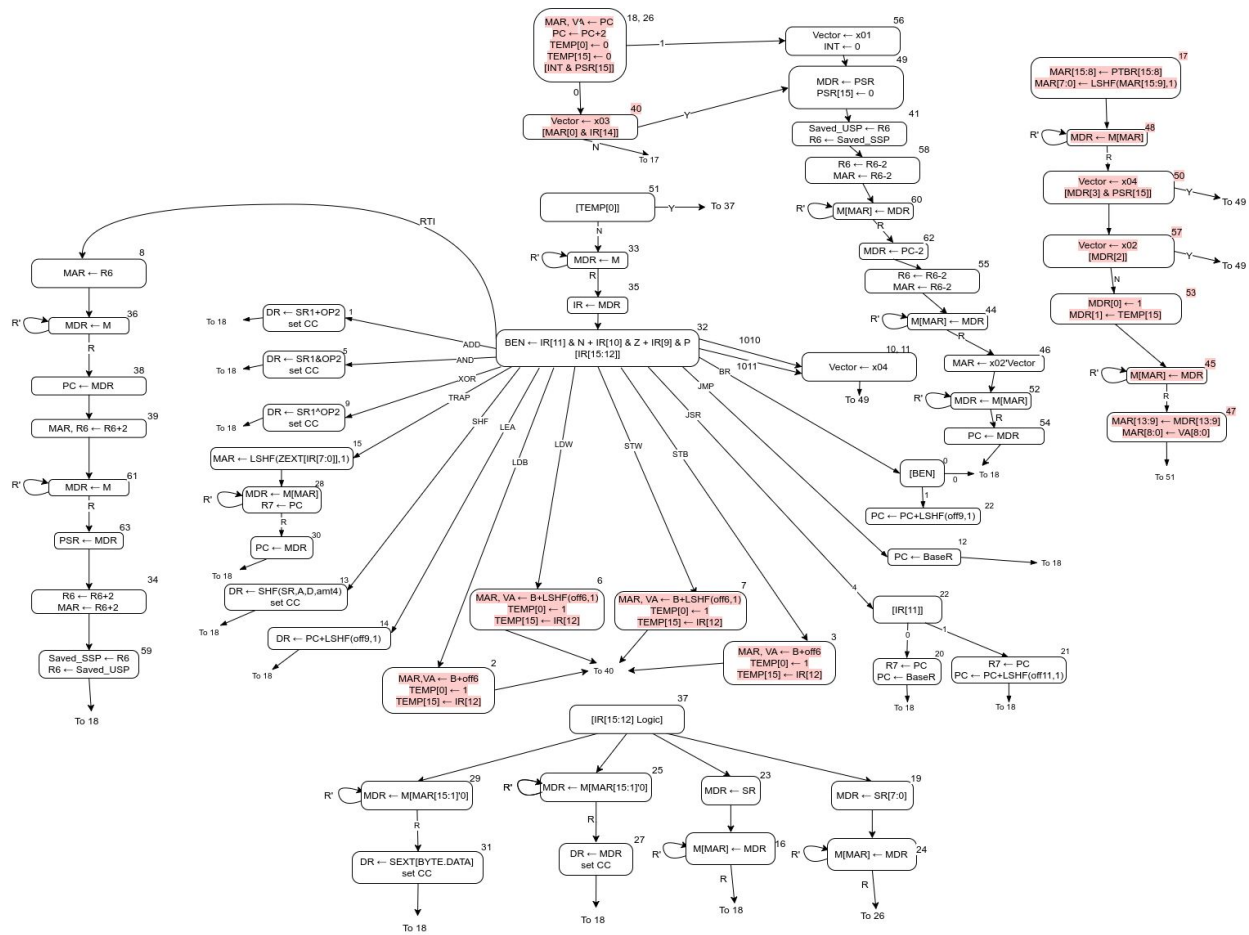 MAR, VA ← PC
PC ← PC+2
TEMP[0] ← 0
TEMP[15] ← 0
[INT & PSR[15]]
18, 26
1
0
Vector ← x01
INT ← 0
56
MDR ← PSR
PSR[15] ← 0
49
Vector ← x03
[MAR[0] & IR[14]]
40
Y
N
To 17
Saved_USP ← R6
R6 ← Saved_SSP
41
R6 ← R6-2
MAR ← R6-2
58
R'
M[MAR] ← MDR
60
R
MDR ← PC-2
62
R6 ← R6-2
MAR ← R6-2
55
R'
M[MAR] ← MDR
44
R
MAR ← x02'Vector
46
R'
MDR ← M[MAR]
52
R
PC ← MDR
54
To 18
MAR[15:8] ← PTBR[15:8]
MAR[7:0] ← LSHF(MAR[15:9],1)
17
R'
MDR ← M[MAR]
48
R
Vector ← x04
[MDR[3] & PSR[15]]
50
Y
To 49
Vector ← x02
[MDR[2]]
57
Y
To 49
N
MDR[0] ← 1
MDR[1] ← TEMP[15]
53
R'
M[MAR] ← MDR
45
R
MAR[13:9] ← MDR[13:9]
MAR[8:0] ← VA[8:0]
47
To 51
[TEMP[0]]
51
Y
To 37
N
R'
MDR ← M
33
R
IR ← MDR
35
BEN ← IR[11] & N + IR[10] & Z + IR[9] & P
[IR[15:12]]
32
RTI
MAR ← R6
8
R'
MDR ← M
36
R
PC ← MDR
38
MAR, R6 ← R6+2
39
R'
MDR ← M
61
R
PSR ← MDR
63
R6 ← R6+2
MAR ← R6+2
34
Saved_SSP ← R6
R6 ← Saved_USP
59
To 18
ADD
DR ← SR1+OP2
set CC
1
To 18
AND
DR ← SR1&OP2
set CC
5
To 18
XOR
DR ← SR1^OP2
set CC
9
To 18
TRAP
MAR ← LSHF(ZEXT[IR[7:0]],1)
15
R'
MDR ← M[MAR]
R7 ← PC
28
R
PC ← MDR
30
To 18
SHF
DR ← SHF(SR,A,D,amt4)
set CC
13
To 18
LEA
DR ← PC+LSHF(off9,1)
14
To 18
LDB
MAR,VA ← B+off6
TEMP[0] ← 1
TEMP[15] ← IR[12]
2
LDW
MAR, VA ← B+LSHF(off6,1)
TEMP[0] ← 1
TEMP[15] ← IR[12]
6
STW
MAR, VA ← B+LSHF(off6,1)
TEMP[0] ← 1
TEMP[15] ← IR[12]
7
STB
MAR, VA ← B+off6
TEMP[0] ← 1
TEMP[15] ← IR[12]
3
To 40
JSR
4
[IR[11]]
22
0
1
R7 ← PC
PC ← BaseR
20
To 18
R7 ← PC
PC ← PC+LSHF(off11,1)
21
To 18
JMP
PC ← BaseR
12
To 18
BR
[BEN]
0
0
1
PC ← PC+LSHF(off9,1)
22
1010
1011
Vector ← x04
10, 11
To 49
[IR[15:12] Logic]
37
R'
MDR ← M[MAR[15:1]'0]
29
R
DR ← SEXT[BYTE.DATA]
set CC
31
To 18
R'
MDR ← M[MAR[15:1]'0]
25
R
DR ← MDR
set CC
27
To 18
MDR ← SR
23
R'
M[MAR] ← MDR
16
R
To 18
MDR ← SR[7:0]
19
R'
M[MAR] ← MDR
24
R
To 26